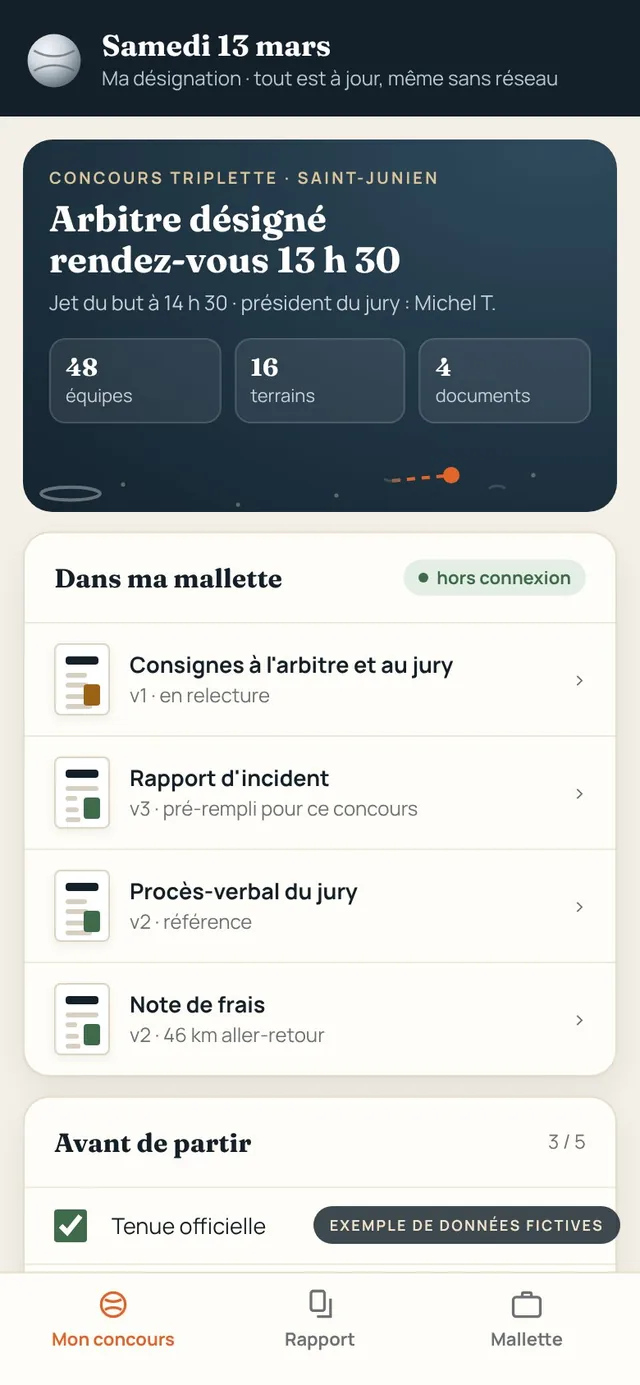 Samedi 13 mars
Ma désignation · tout est à jour, même sans réseau
CONCOURS TRIPLETTE · SAINT-JUNIEN
Arbitre désigné
rendez-vous 13 h 30
Jet du but à 14 h 30 · président du jury : Michel T.
48
équipes
16
terrains
4
documents
Dans ma mallette
hors connexion
Consignes à l'arbitre et au jury
v1 · en relecture
Rapport d'incident
v3 · pré-rempli pour ce concours
Procès-verbal du jury
v2 · référence
Note de frais
v2 · 46 km aller-retour
Avant de partir
3 / 5
Tenue officielle
EXEMPLE DE DONNÉES FICTIVES
Mon concours
Rapport
Mallette